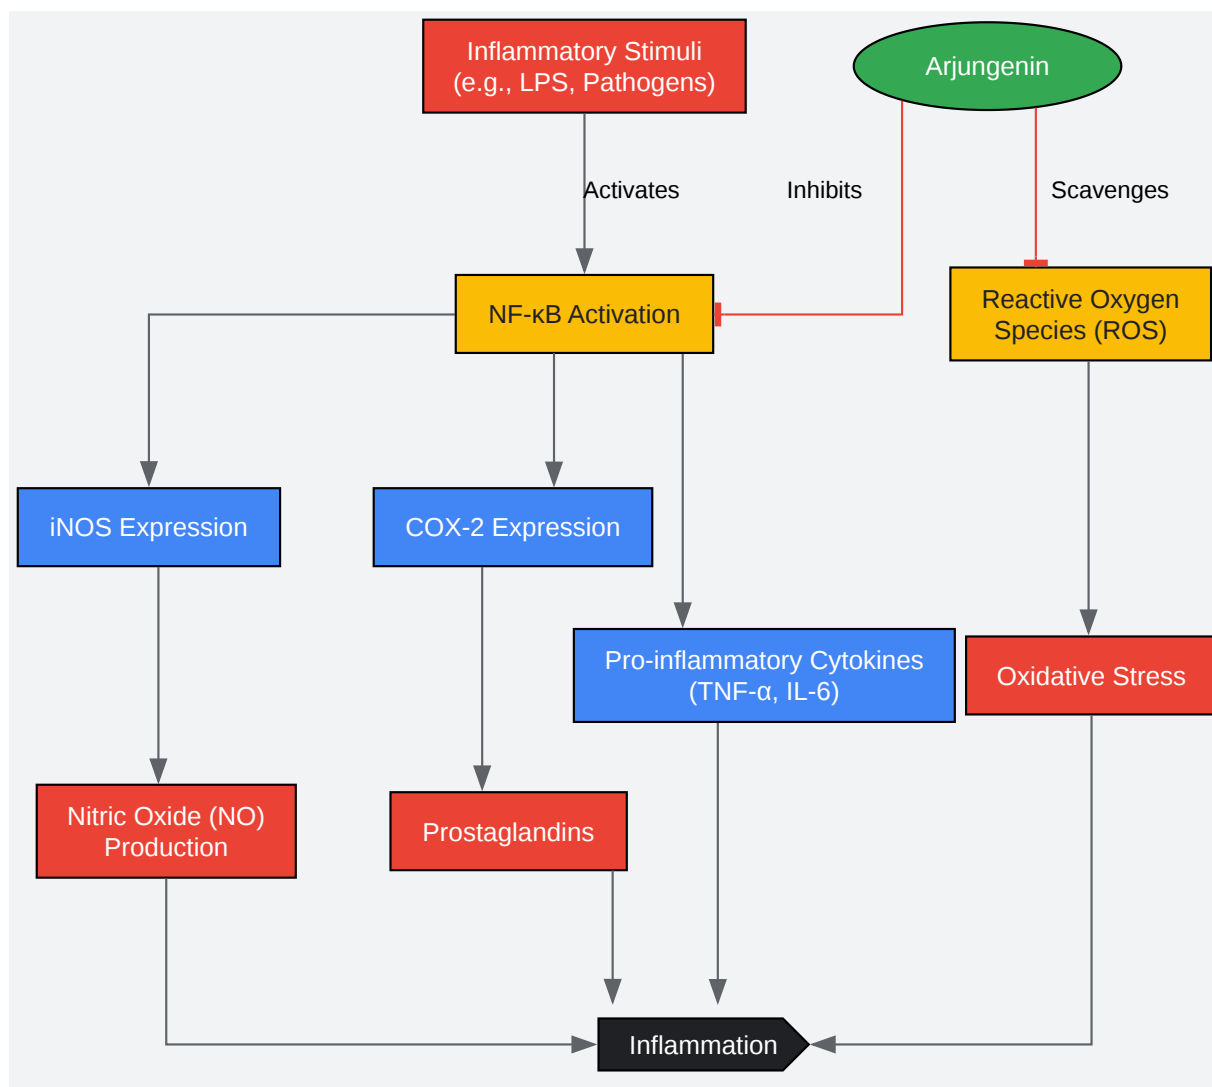 Inflammatory Stimuli
(e.g., LPS, Pathogens)
Arjungenin
Activates
Inhibits
Scavenges
NF-κB Activation
Reactive Oxygen
Species (ROS)
iNOS Expression
COX-2 Expression
Pro-inflammatory Cytokines
(TNF-α, IL-6)
Oxidative Stress
Nitric Oxide (NO)
Production
Prostaglandins
Inflammation